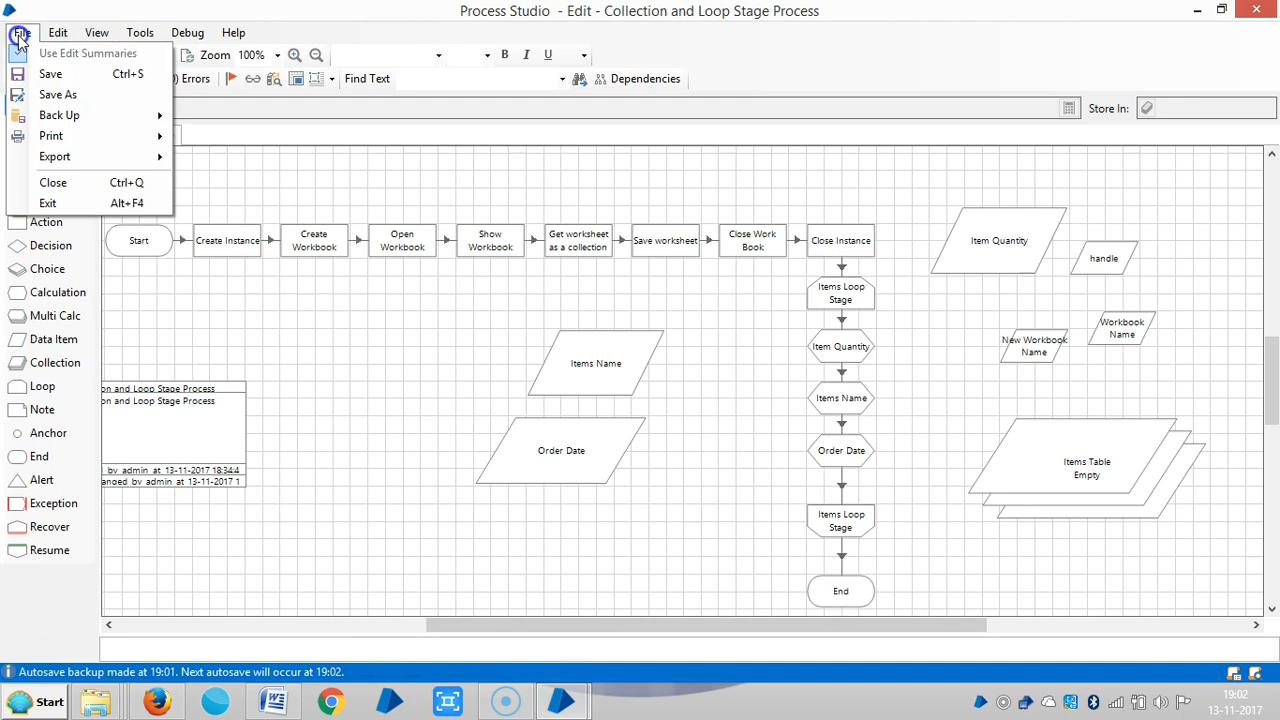 Process Studio - Edit - Collection and Loop Stage Process
File Edit View Tools Debug Help
Use Edit Summaries
Save Ctrl+S
Save As
Back Up
Print
Export
Close Ctrl+Q
Exit Alt+F4
Zoom 100% B I U
) Errors Find Text Dependencies
Store In:
Action
Decision
Choice
Calculation
Multi Calc
Data Item
Collection
Loop
Note
Anchor
End
Alert
Exception
Recover
Resume
Start
Create Instance
Create
Workbook
Open
Workbook
Show
Workbook
Get worksheet
as a collection
Save worksheet
Close Work
Book
Close Instance
Items Loop
Stage
Item Quantity
Items Name
Order Date
Items Loop
Stage
End
Item Quantity
handle
Workbook
Name
New Workbook
Name
Items Name
Order Date
Items Table
Empty
on and Loop Stage Process
on and Loop Stage Process
by admin at 13-11-2017 18:34:4
anged by admin at 13-11-2017 1
Autosave backup made at 19:01. Next autosave will occur at 19:02.
Start
19:02
13-11-2017